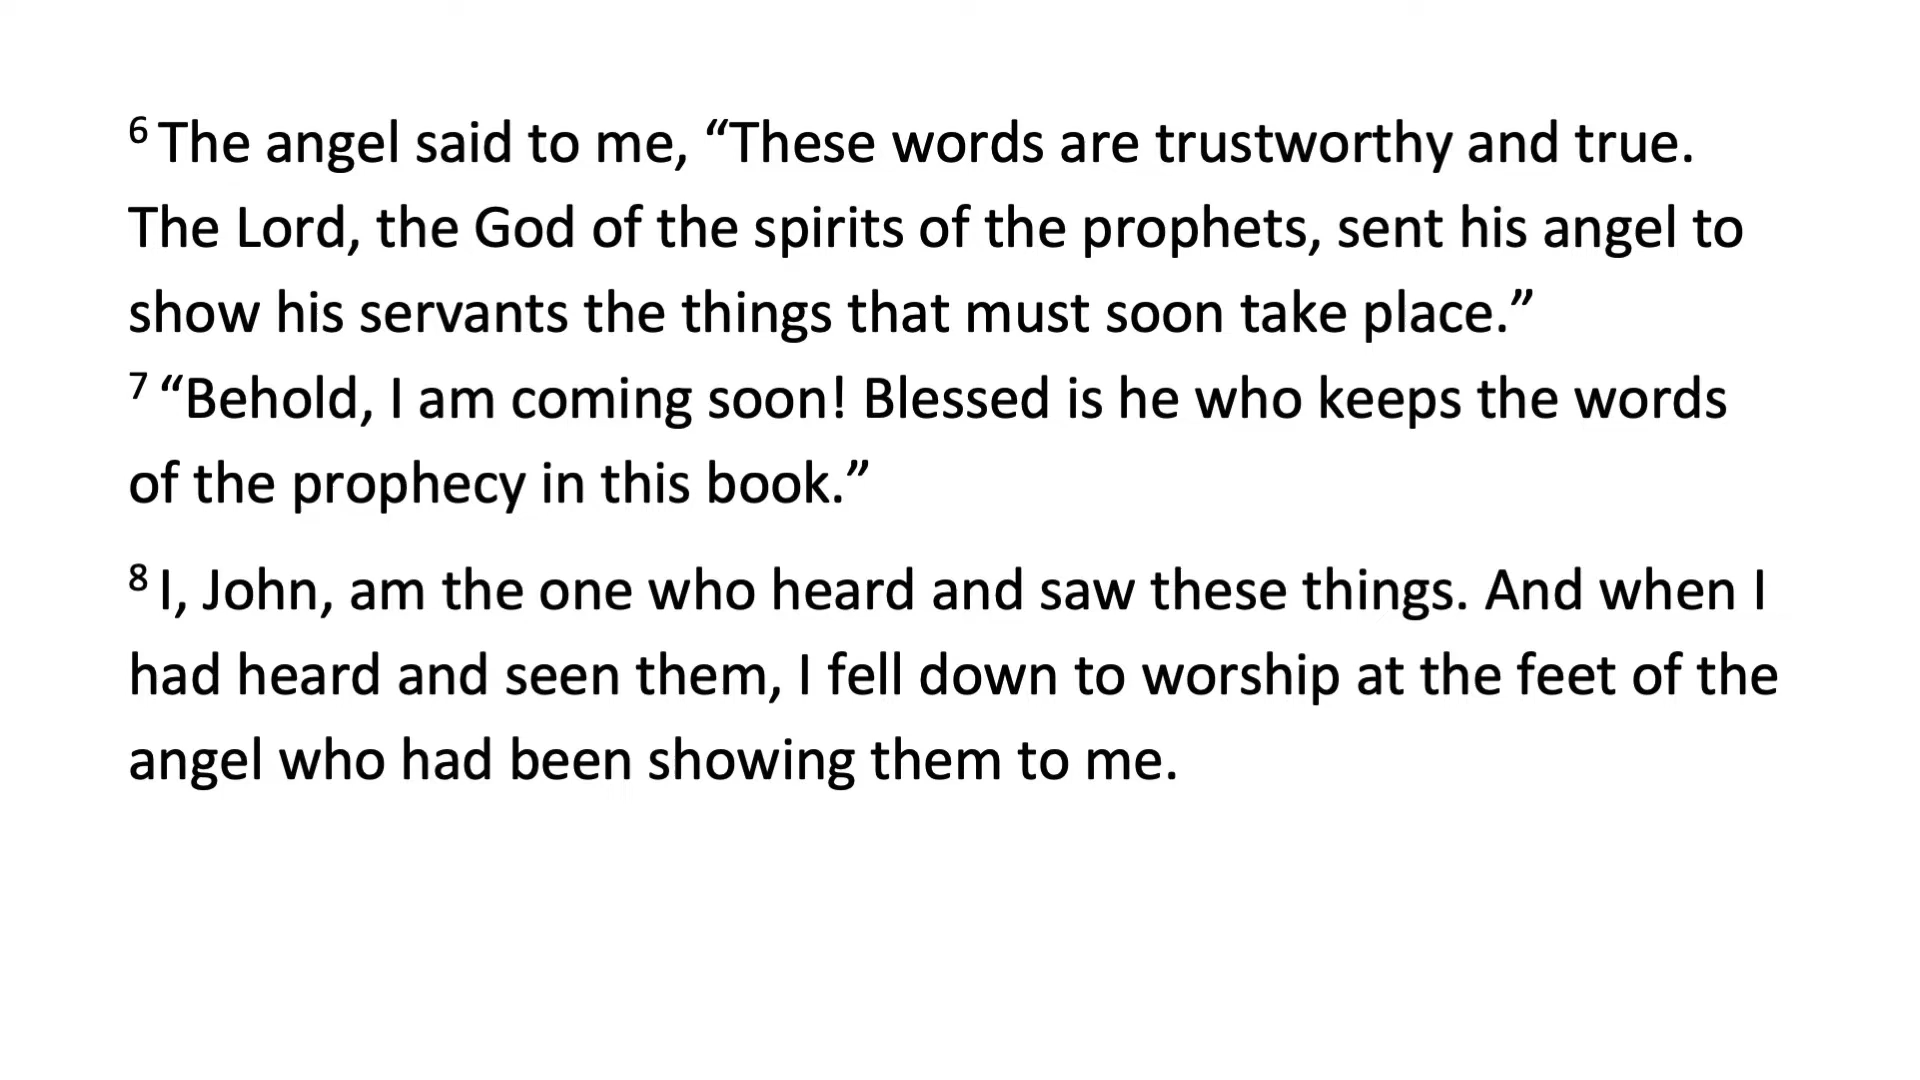 6 The angel said to me, “These words are trustworthy and true.
The Lord, the God of the spirits of the prophets, sent his angel to
show his servants the things that must soon take place.”
7 “Behold, I am coming soon! Blessed is he who keeps the words
of the prophecy in this book.”
8 I, John, am the one who heard and saw these things. And when I
had heard and seen them, I fell down to worship at the feet of the
angel who had been showing them to me.